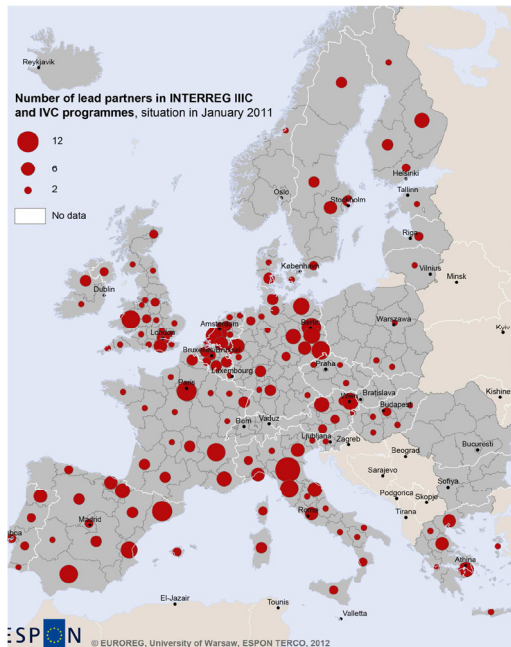 Reykjavik
Number of lead partners in INTERREG IIIC
and IVC programmes, situation in January 2011
12
6
2
No data
Helsinki
Oslo
Stockholm
Tallinn
Riga
København
Vilnius
Minsk
Dublin
London
Amsterdam
Berlin
Warszawa
Kyiv
Luxembourg
Praha
Paris
Wien
Bratislava
Budapest
Kishine
Bern
Vaduz
Ljubljana
Zagreb
Beograd
Bucuresti
Sarajevo
Podgorica
Sofiya
Skopje
Tirana
Roma
Madrid
Athina
El-Jazair
Tounis
Valletta
ESPON
© EUROREG, University of Warsaw, ESPON TERCO, 2012